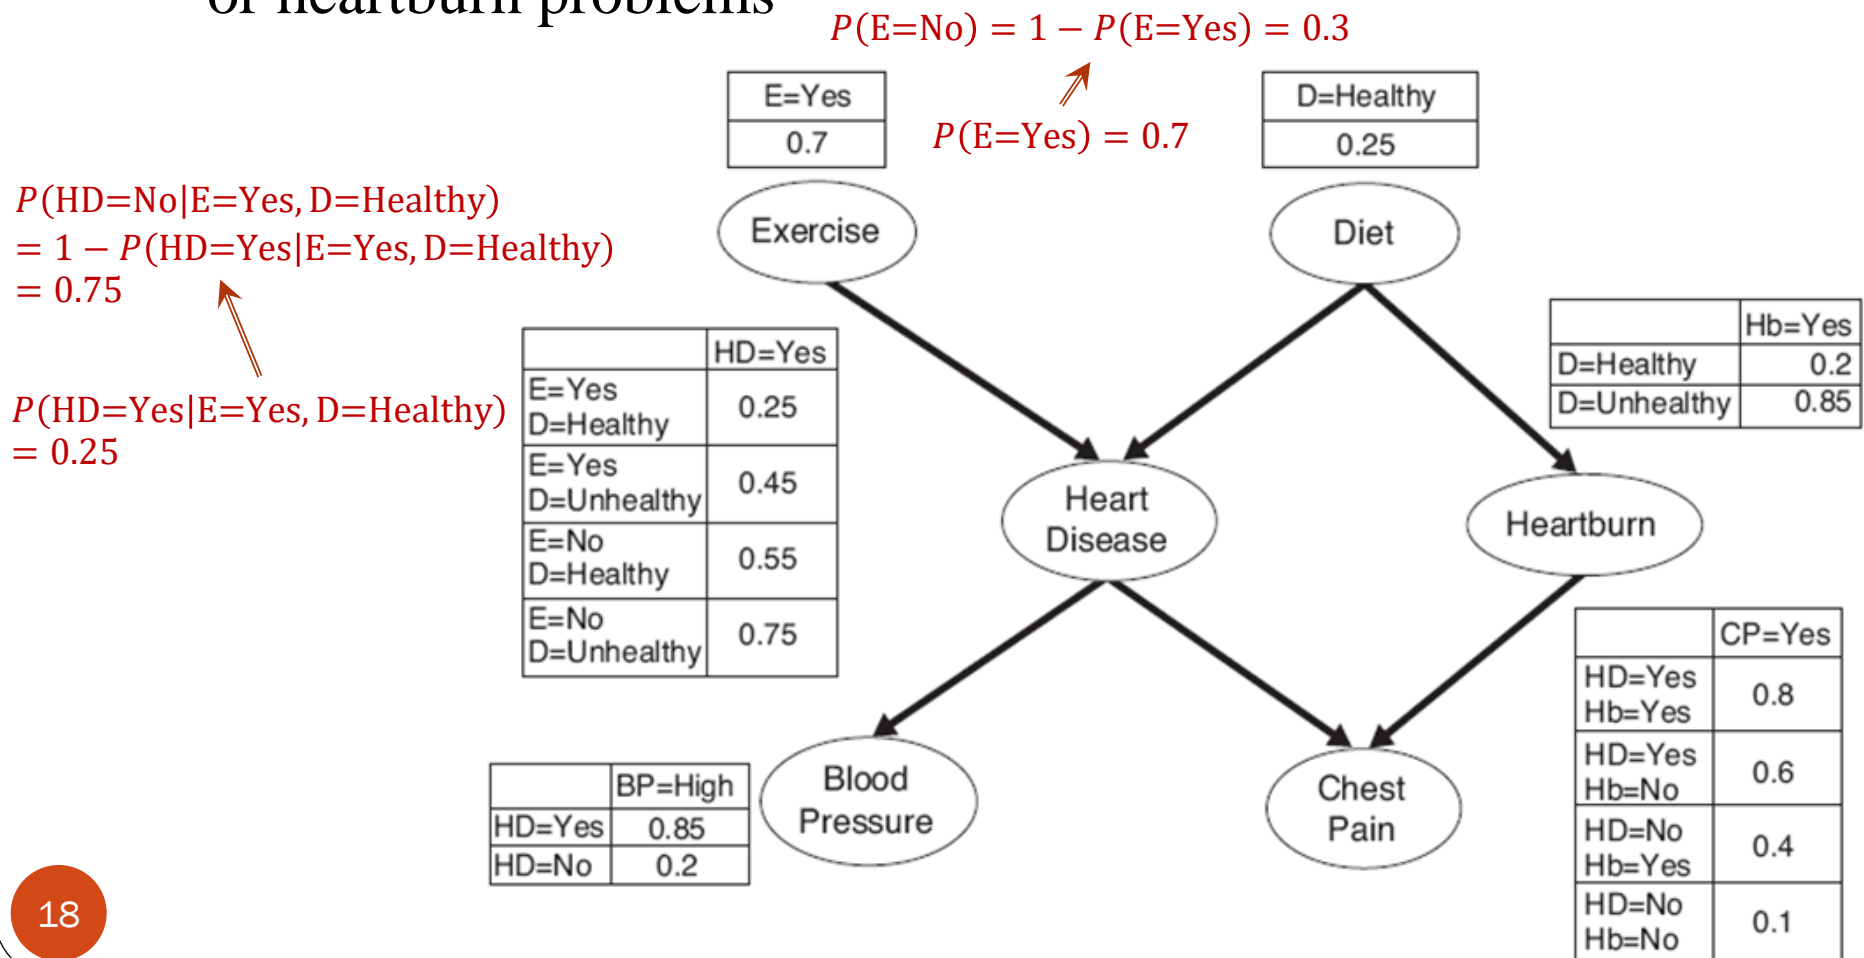 or heartburn problems
P(E=No) = 1 − P(E=Yes) = 0.3
E=Yes
0.7
P(E=Yes) = 0.7
D=Healthy
0.25
P(HD=No|E=Yes, D=Healthy)
= 1 − P(HD=Yes|E=Yes, D=Healthy)
= 0.75
P(HD=Yes|E=Yes, D=Healthy)
= 0.25
Exercise
Diet
HD=Yes
E=Yes
D=Healthy
0.25
E=Yes
D=Unhealthy
0.45
E=No
D=Healthy
0.55
E=No
D=Unhealthy
0.75
Hb=Yes
D=Healthy 0.2
D=Unhealthy 0.85
Heart
Disease
Heartburn
BP=High
HD=Yes 0.85
HD=No 0.2
Blood
Pressure
Chest
Pain
CP=Yes
HD=Yes
Hb=Yes
0.8
HD=Yes
Hb=No
0.6
HD=No
Hb=Yes
0.4
HD=No
Hb=No
0.1
18